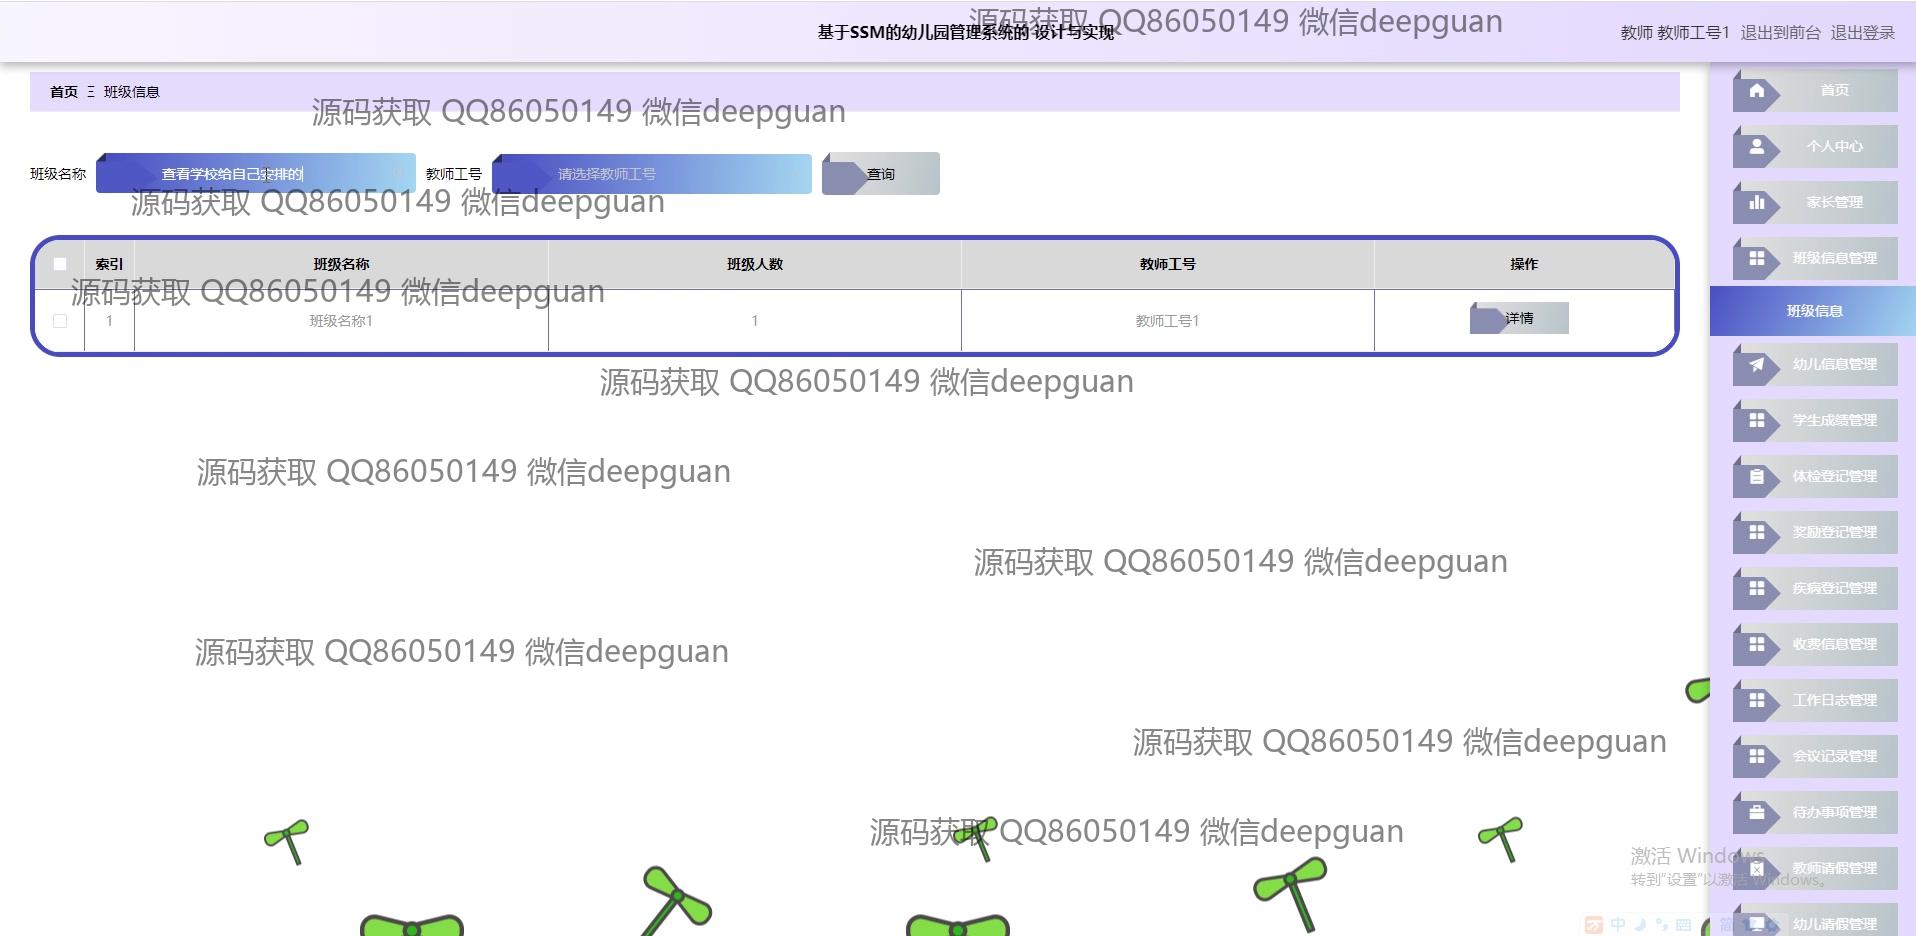 基于SSM的幼儿园管理系统的 设计与实现
源码获取 QQ86050149 微信deepguan
教师 教师工号1 退出到前台 退出登录
首页 Ξ 班级信息
源码获取 QQ86050149 微信deepguan
班级名称 查看学校给自己安排的 教师工号 请选择教师工号 查询
源码获取 QQ86050149 微信deepguan
索引 班级名称 班级人数 教师工号 操作
源码获取 QQ86050149 微信deepguan
1 班级名称1 1 教师工号1 详情
源码获取 QQ86050149 微信deepguan
源码获取 QQ86050149 微信deepguan
源码获取 QQ86050149 微信deepguan
源码获取 QQ86050149 微信deepguan
源码获取 QQ86050149 微信deepguan
源码获取 QQ86050149 微信deepguan
首页
个人中心
家长管理
班级信息管理
班级信息
幼儿信息管理
学生成绩管理
体检登记管理
奖励登记管理
疾病登记管理
收费信息管理
工作日志管理
会议记录管理
待办事项管理
教师请假管理
幼儿请假管理
激活 Windows
转到“设置”以激活 Windows。
中
简